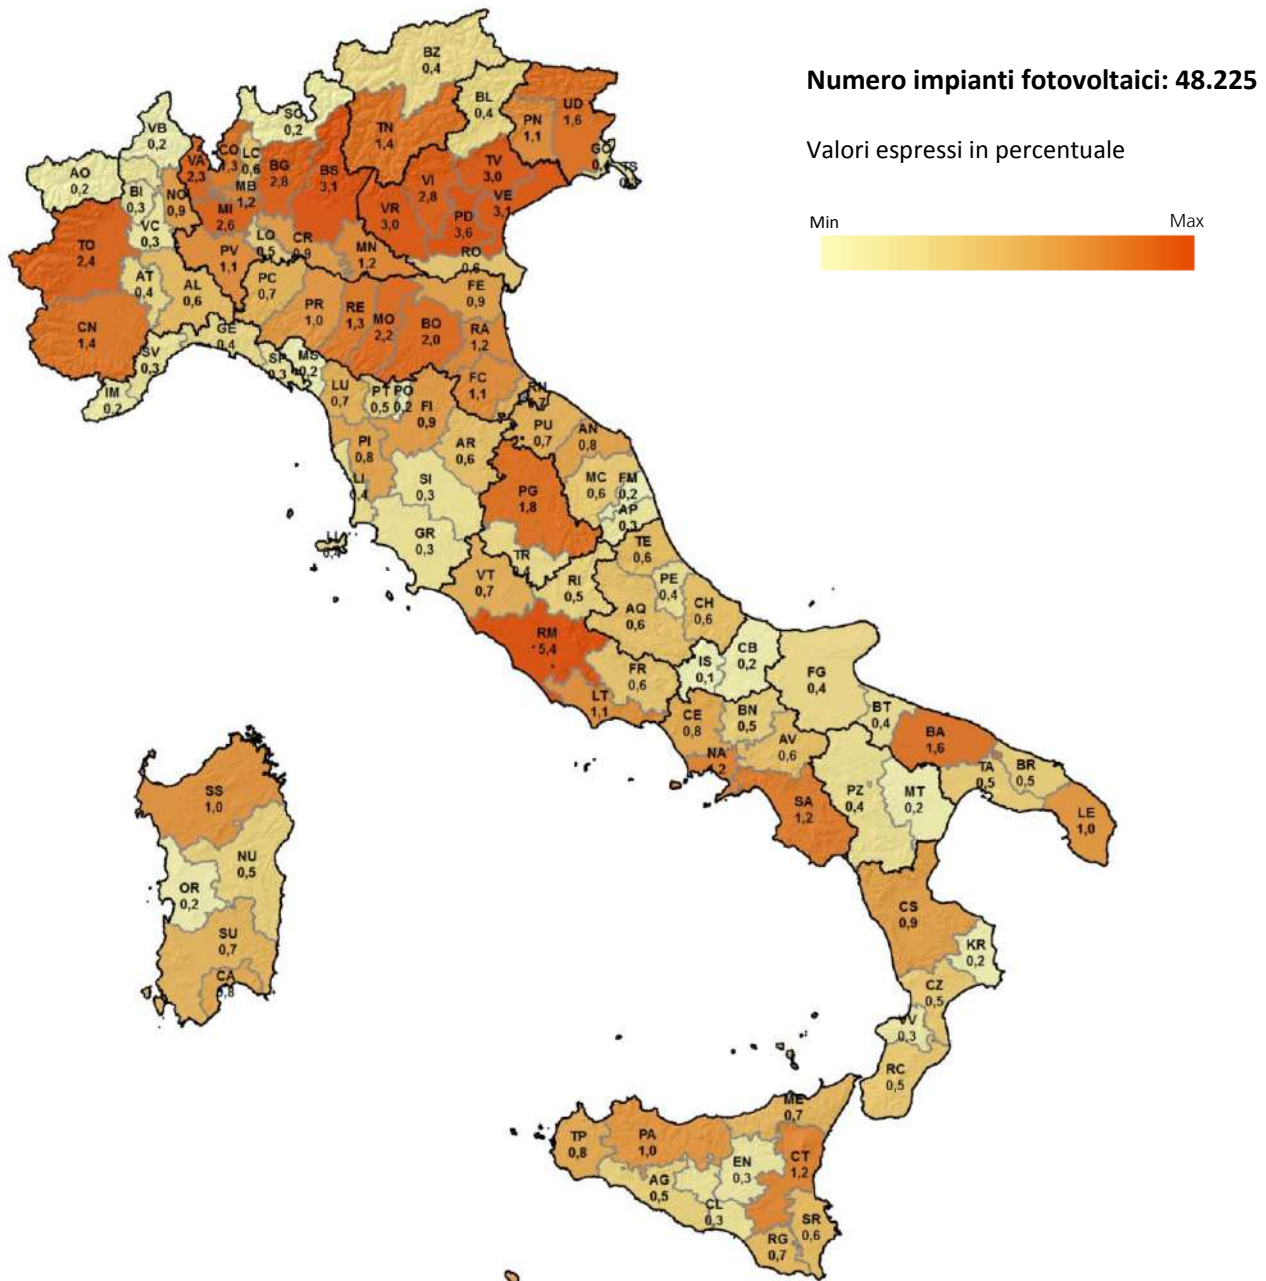 Numero impianti fotovoltaici: 48.225
Valori espressi in percentuale
Min
Max
BZ
0,4
BL
0,4
UD
1,6
PN
1,1
TN
1,4
SO
0,2
VB
0,2
VA
2,3
CO
1,3
LC
0,6
BG
2,8
BS
3,1
TV
3,0
VI
2,8
VE
3,1
VR
3,0
PD
3,6
AO
0,2
BI
0,3
NO
0,9
MB
1,2
MI
2,6
VC
0,3
TO
2,4
PV
1,1
LO
0,5
CR
0,9
MN
1,2
RO
0,6
AT
0,4
AL
0,6
PC
0,7
PR
1,0
RE
1,3
MO
2,2
BO
2,0
FE
0,9
RA
1,2
CN
1,4
GE
0,4
SV
0,3
SP
0,3
MS
0,2
IM
0,2
LU
0,7
PT
0,5
PO
0,2
FI
0,9
FC
1,1
RN
PU
0,7
AN
0,8
PI
0,8
AR
0,6
LI
0,4
SI
0,3
PG
1,8
MC
0,6
FM
0,2
AP
0,3
GR
0,3
TR
TE
0,6
VT
0,7
RI
0,5
PE
0,4
AQ
0,6
CH
0,6
RM
5,4
FR
0,6
LT
1,1
IS
0,1
CB
0,2
FG
0,4
CE
0,8
BN
0,5
BT
0,4
BA
1,6
NA
AV
0,6
TA
0,5
BR
0,5
SA
1,2
PZ
0,4
MT
0,2
LE
1,0
SS
1,0
NU
0,5
OR
0,2
SU
0,7
CA
CS
0,9
KR
0,2
CZ
0,5
VV
0,3
RC
0,5
ME
0,7
TP
0,8
PA
1,0
EN
0,3
CT
1,2
AG
0,5
CL
0,3
SR
0,6
RG
0,7